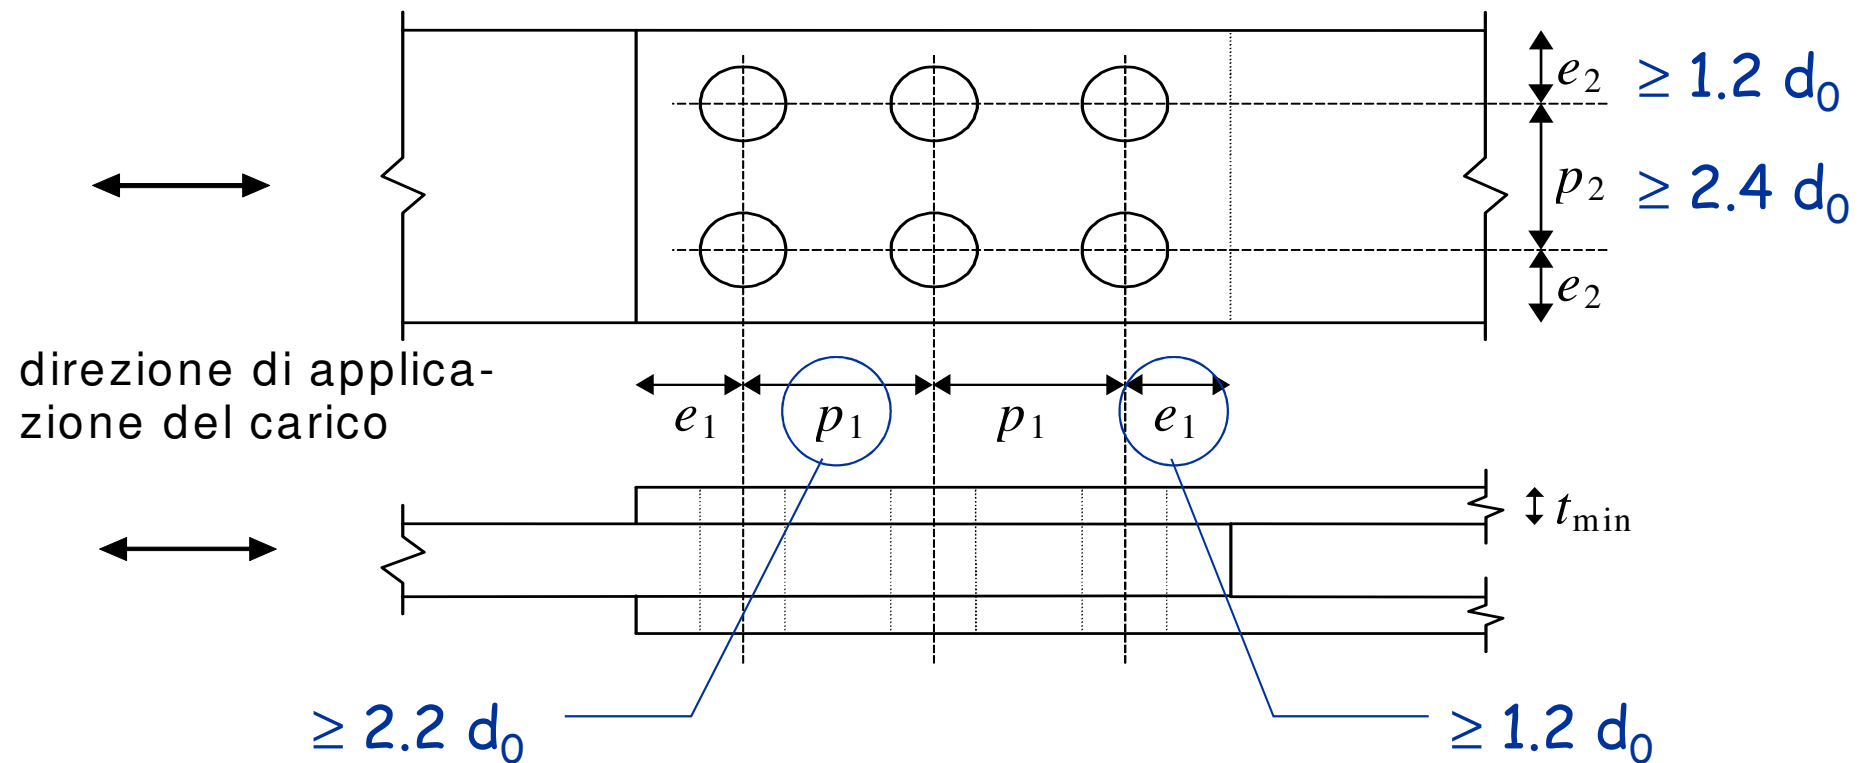 e₂ ≥ 1.2 d₀
p₂ ≥ 2.4 d₀
e₂
direzione di applica-
zione del carico
e₁ p₁ p₁ e₁
t_min
≥ 2.2 d₀ ≥ 1.2 d₀